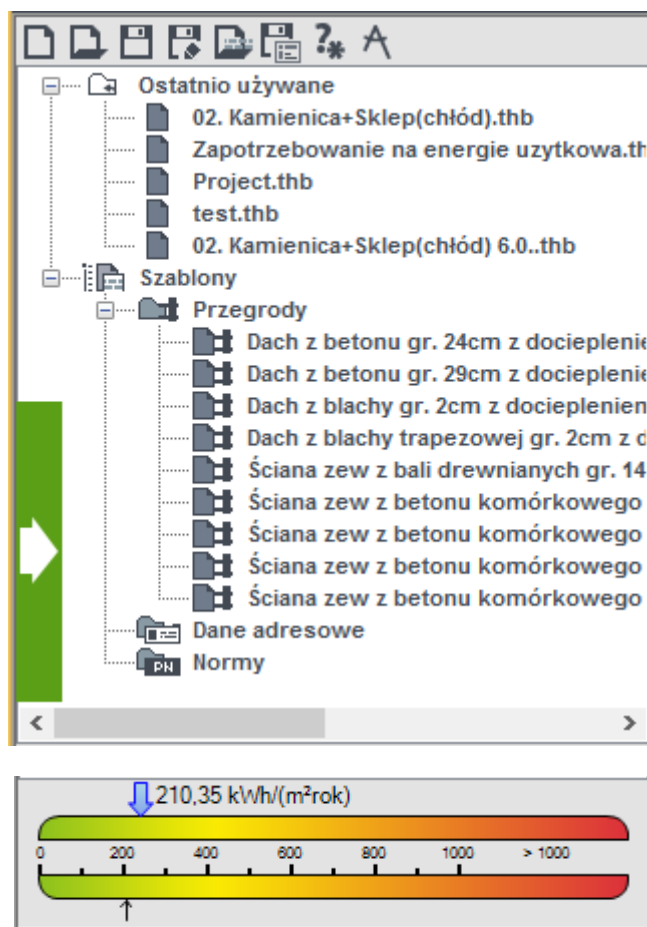 Ostatnio używane
02. Kamienica+Sklep(chłód).thb
Zapotrzebowanie na energie uzytkowa.th
Project.thb
test.thb
02. Kamienica+Sklep(chłód) 6.0..thb
Szablony
Przegrody
Dach z betonu gr. 24cm z docieplenie
Dach z betonu gr. 29cm z docieplenie
Dach z blachy gr. 2cm z dociepleniem
Dach z blachy trapezowej gr. 2cm z d
Ściana zew z bali drewnianych gr. 14
Ściana zew z betonu komórkowego
Ściana zew z betonu komórkowego
Ściana zew z betonu komórkowego
Ściana zew z betonu komórkowego
Dane adresowe
PN Normy
210,35 kWh/(m²rok)
0 200 400 600 800 1000 > 1000